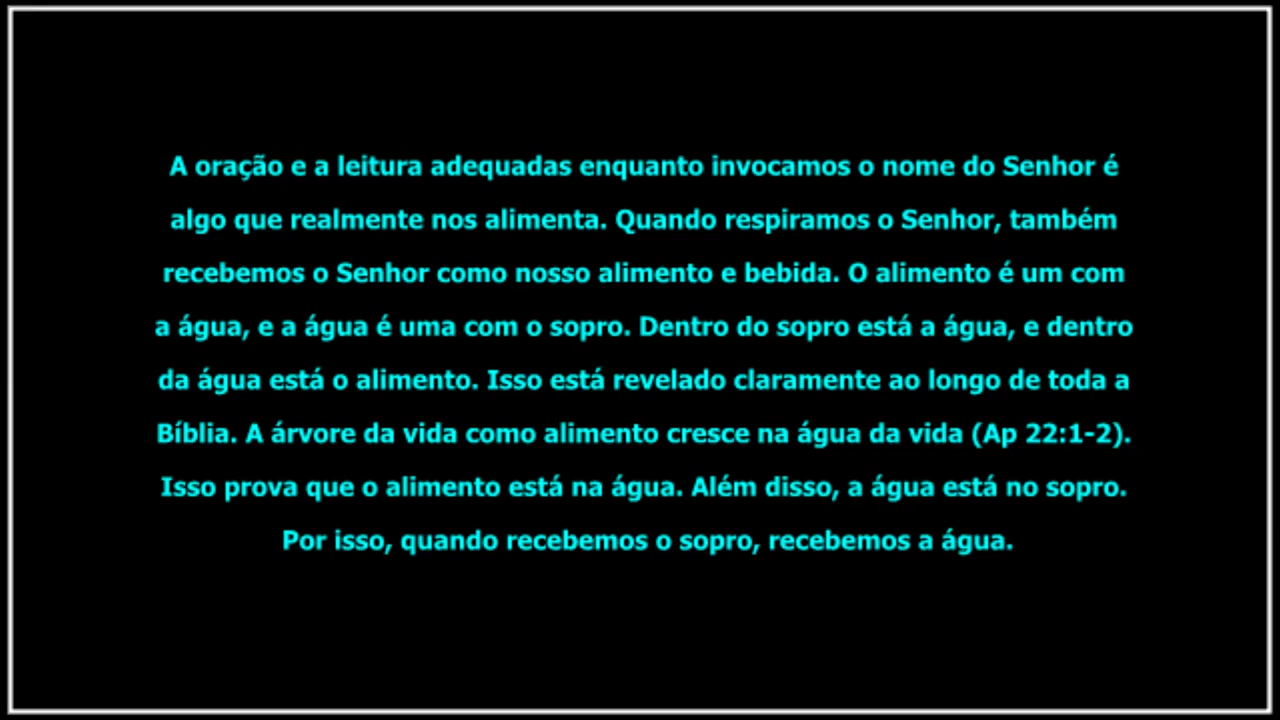 A oração e a leitura adequadas enquanto invocamos o nome do Senhor é
algo que realmente nos alimenta. Quando respiramos o Senhor, também
recebemos o Senhor como nosso alimento e bebida. O alimento é um com
a água, e a água é uma com o sopro. Dentro do sopro está a água, e dentro
da água está o alimento. Isso está revelado claramente ao longo de toda a
Bíblia. A árvore da vida como alimento cresce na água da vida (Ap 22:1-2).
Isso prova que o alimento está na água. Além disso, a água está no sopro.
Por isso, quando recebemos o sopro, recebemos a água.